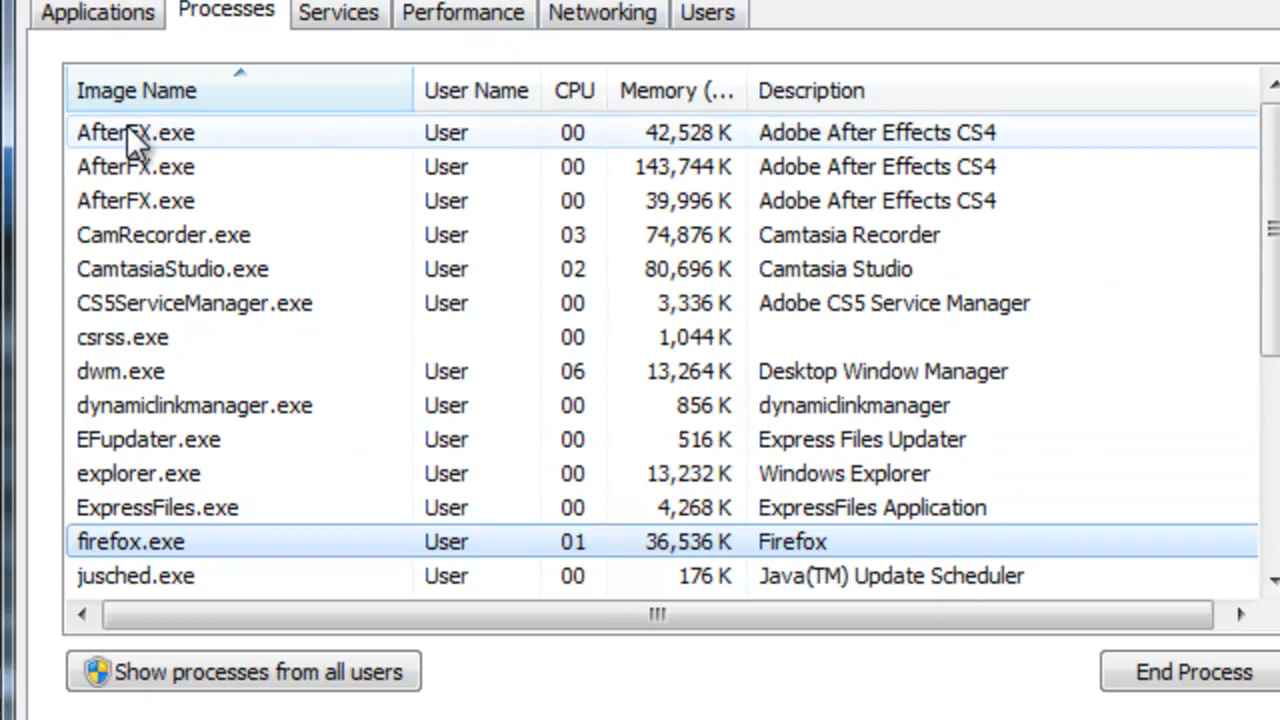 Applications Processes Services Performance Networking Users
Image Name User Name CPU Memory (... Description
AfterFX.exe User 00 42,528 K Adobe After Effects CS4
AfterFX.exe User 00 143,744 K Adobe After Effects CS4
AfterFX.exe User 00 39,996 K Adobe After Effects CS4
CamRecorder.exe User 03 74,876 K Camtasia Recorder
CamtasiaStudio.exe User 02 80,696 K Camtasia Studio
CS5ServiceManager.exe User 00 3,336 K Adobe CS5 Service Manager
csrss.exe 00 1,044 K
dwm.exe User 06 13,264 K Desktop Window Manager
dynamiclinkmanager.exe User 00 856 K dynamiclinkmanager
EFupdater.exe User 00 516 K Express Files Updater
explorer.exe User 00 13,232 K Windows Explorer
ExpressFiles.exe User 00 4,268 K ExpressFiles Application
firefox.exe User 01 36,536 K Firefox
jusched.exe User 00 176 K Java(TM) Update Scheduler
Show processes from all users End Process